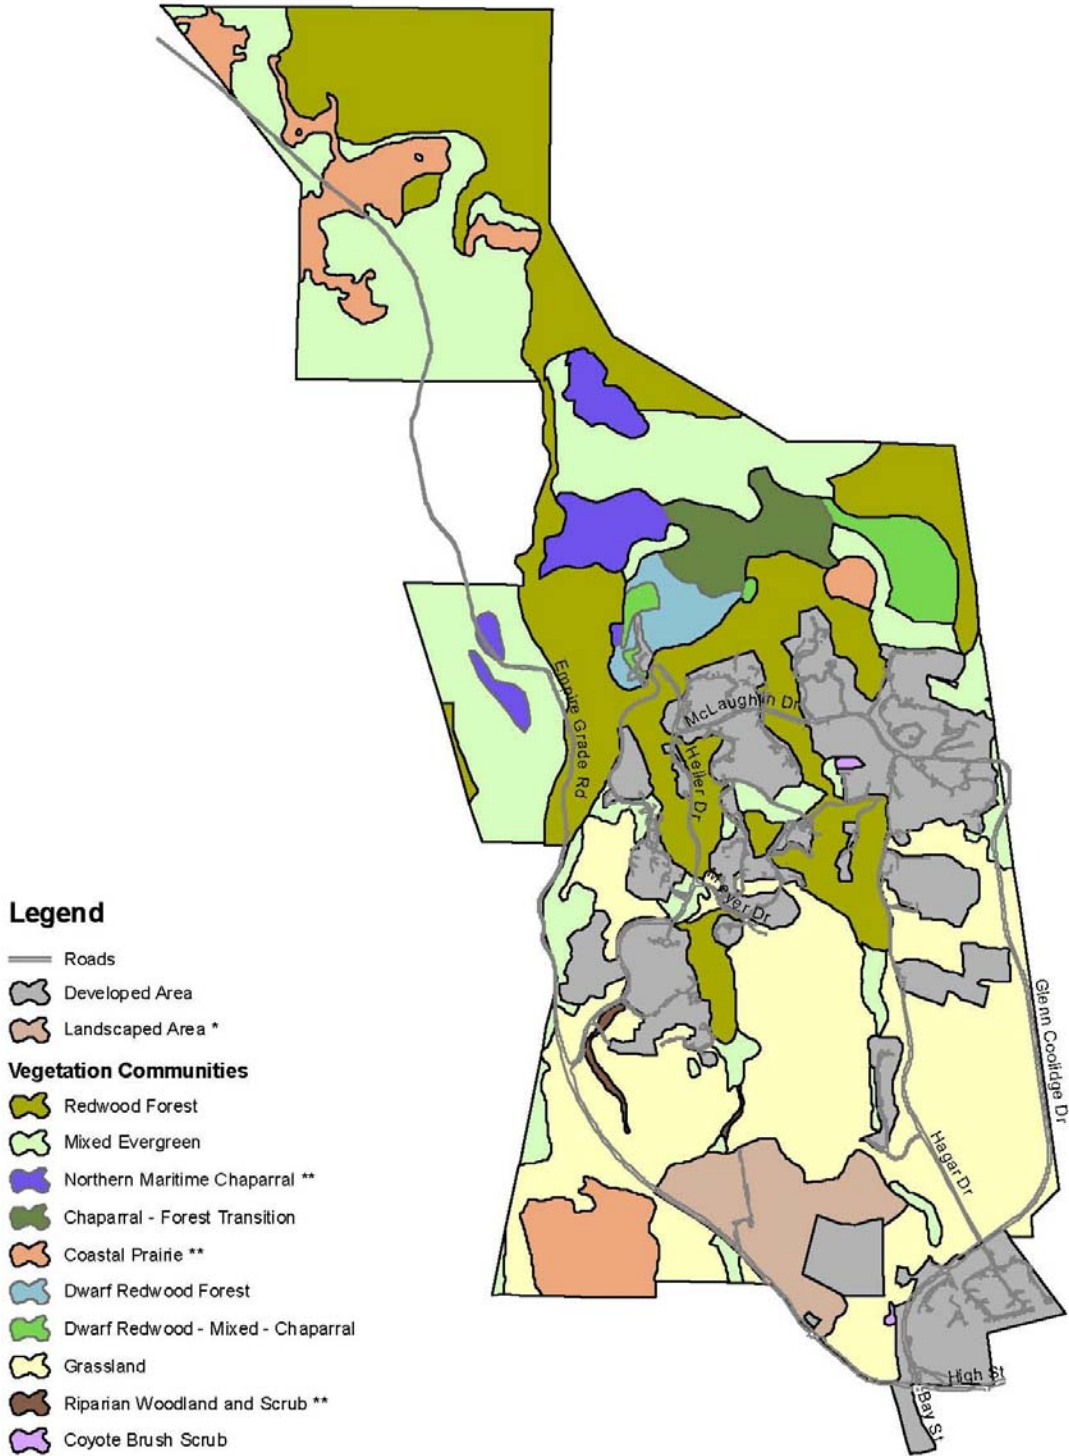 Empire Grade Rd
McLaughlin Dr
Heller Dr
Meyer Dr
Glenn Coolidge Dr
Hagar Dr
High St
Bay St
Legend
Roads
Developed Area
Landscaped Area *
Vegetation Communities
Redwood Forest
Mixed Evergreen
Northern Maritime Chaparral **
Chaparral - Forest Transition
Coastal Prairie **
Dwarf Redwood Forest
Dwarf Redwood - Mixed - Chaparral
Grassland
Riparian Woodland and Scrub **
Coyote Brush Scrub